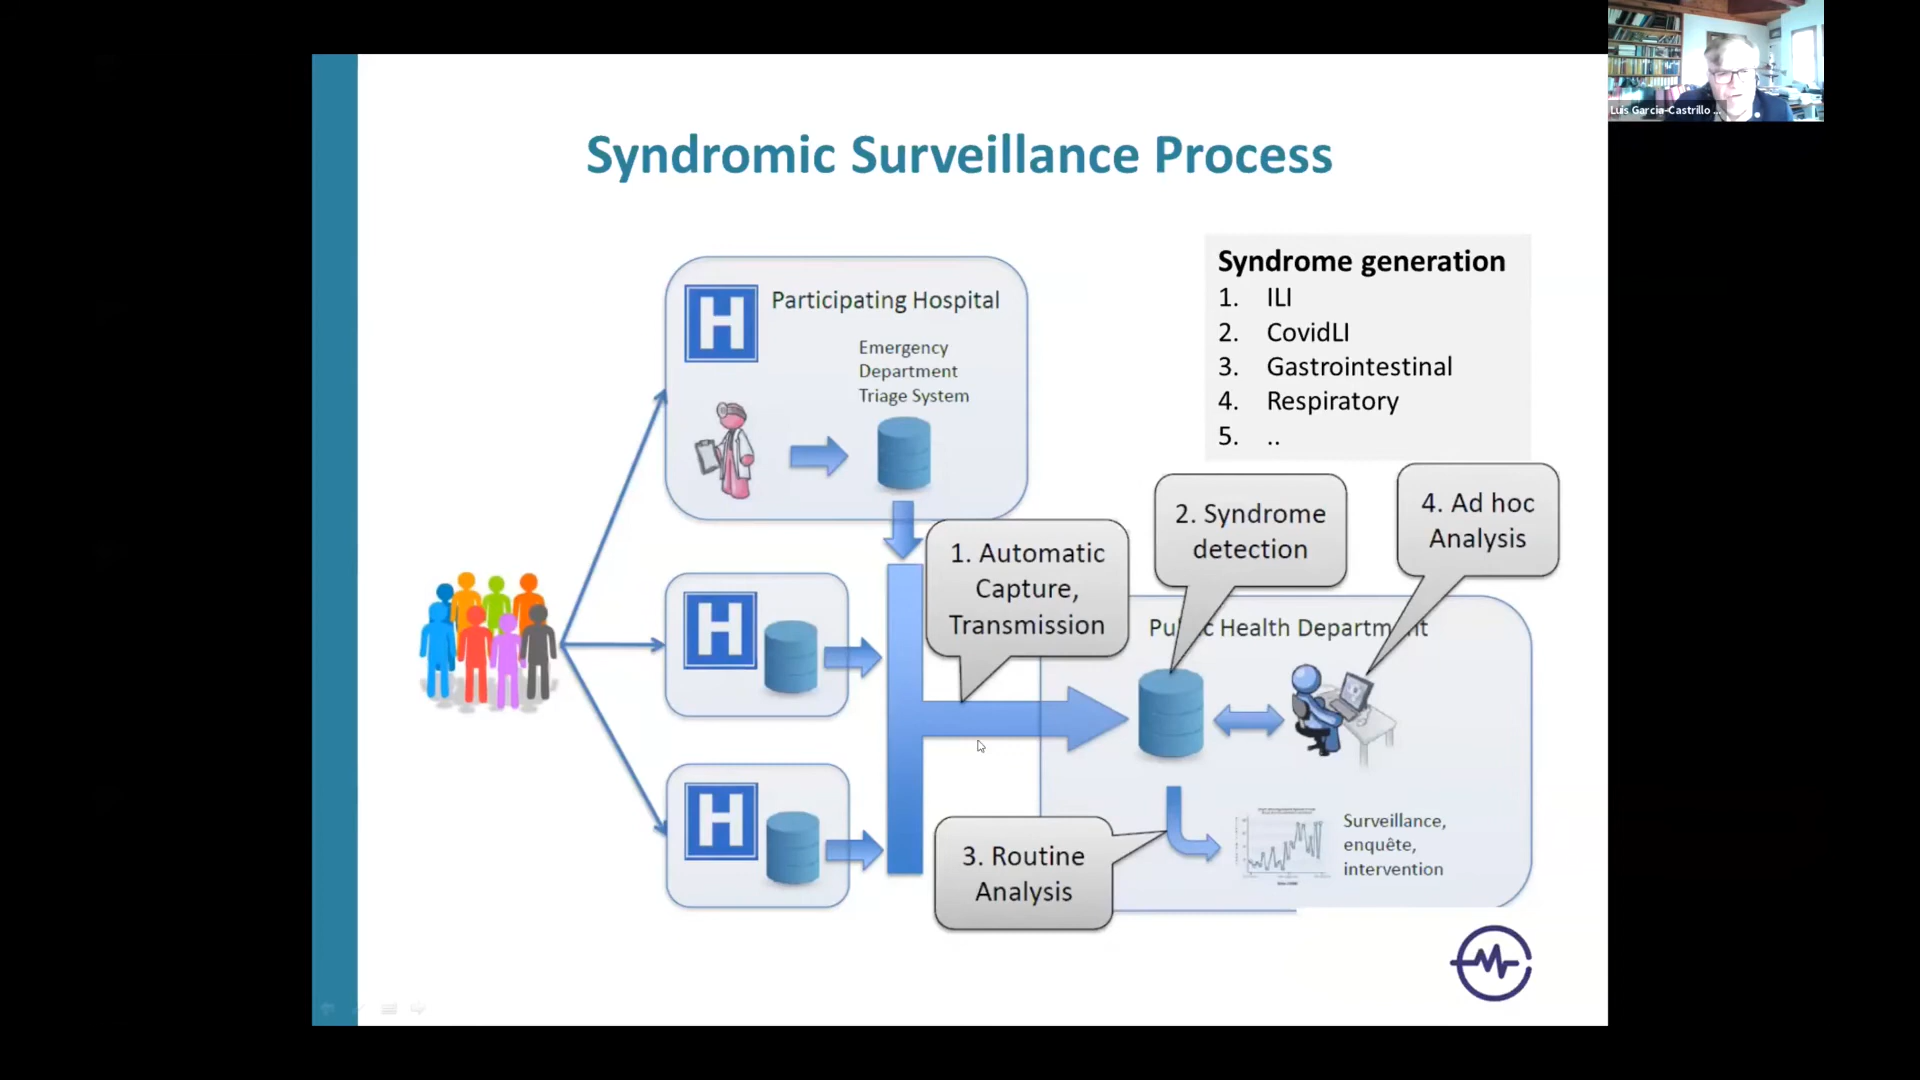 Luis Garcia-Castrillo ...
Syndromic Surveillance Process
Syndrome generation
1. ILI
2. CovidLI
3. Gastrointestinal
4. Respiratory
5. ..
H
Participating Hospital
Emergency
Department
Triage System
1. Automatic
Capture,
Transmission
2. Syndrome
detection
4. Ad hoc
Analysis
H
Health Department
H
3. Routine
Analysis
Surveillance,
enquête,
intervention